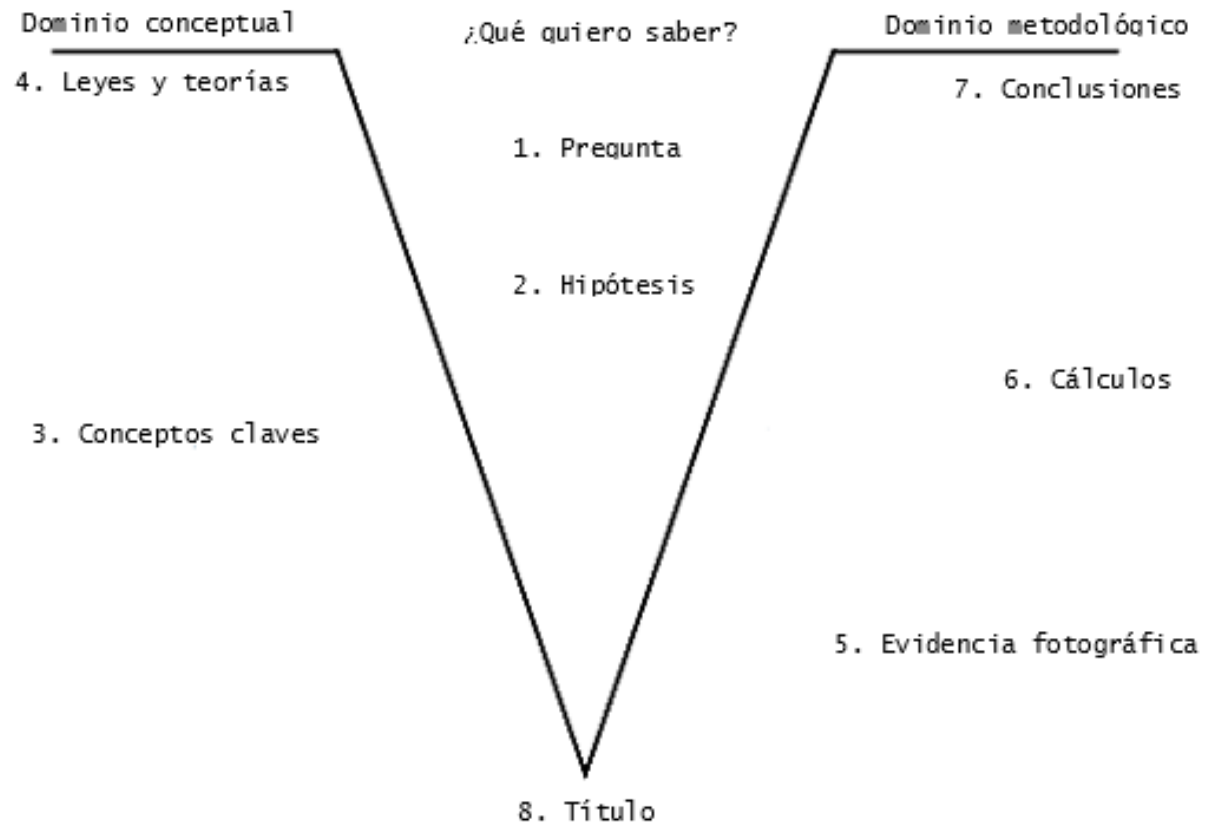 Dominio conceptual
¿Qué quiero saber?
Dominio metodológico
4. Leyes y teorías
7. Conclusiones
1. Pregunta
2. Hipótesis
6. Cálculos
3. Conceptos claves
5. Evidencia fotográfica
8. Título